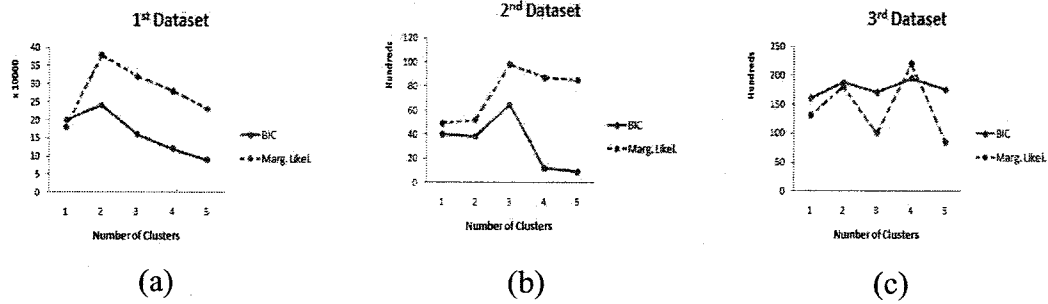 1st Dataset
40
35
30
25
20
15
10
5
0
x 10000
1 2 3 4 5
Number of Clusters
BIC
Marg. Likel.
(a)
2nd Dataset
120
100
80
60
40
20
0
Hundreds
1 2 3 4 5
Number of Clusters
BIC
Marg. Likel.
(b)
3rd Dataset
250
200
150
100
50
0
Hundreds
1 2 3 4 5
Number of Clusters
BIC
Marg. Likel.
(c)